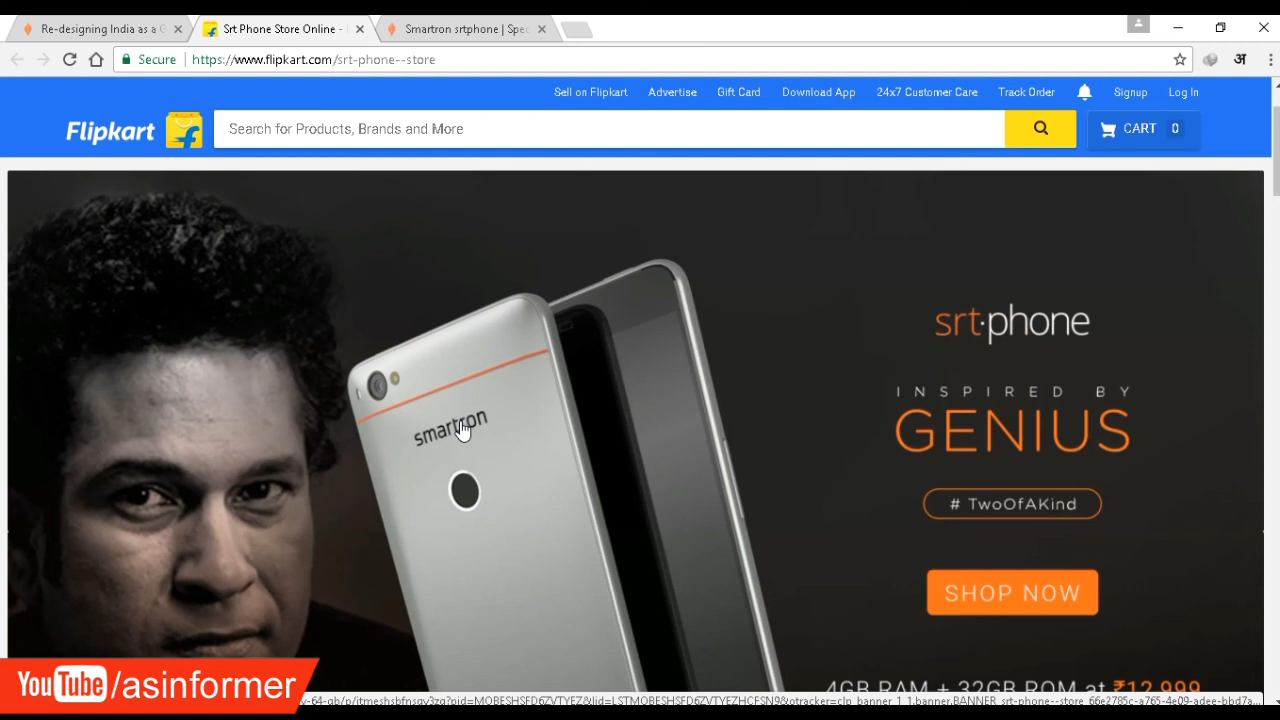 Re-designing India as a G
Srt Phone Store Online -
Smartron srtphone | Spec
Secure
https://www.flipkart.com/srt-phone--store
अ
Sell on Flipkart
Advertise
Gift Card
Download App
24x7 Customer Care
Track Order
Signup
Log In
Flipkart
Search for Products, Brands and More
CART 0
srt·phone
INSPIRED BY
GENIUS
smartron
# TwoOfAKind
SHOP NOW
4GB RAM + 32GB ROM at ₹12,999
YouTube/asinformer